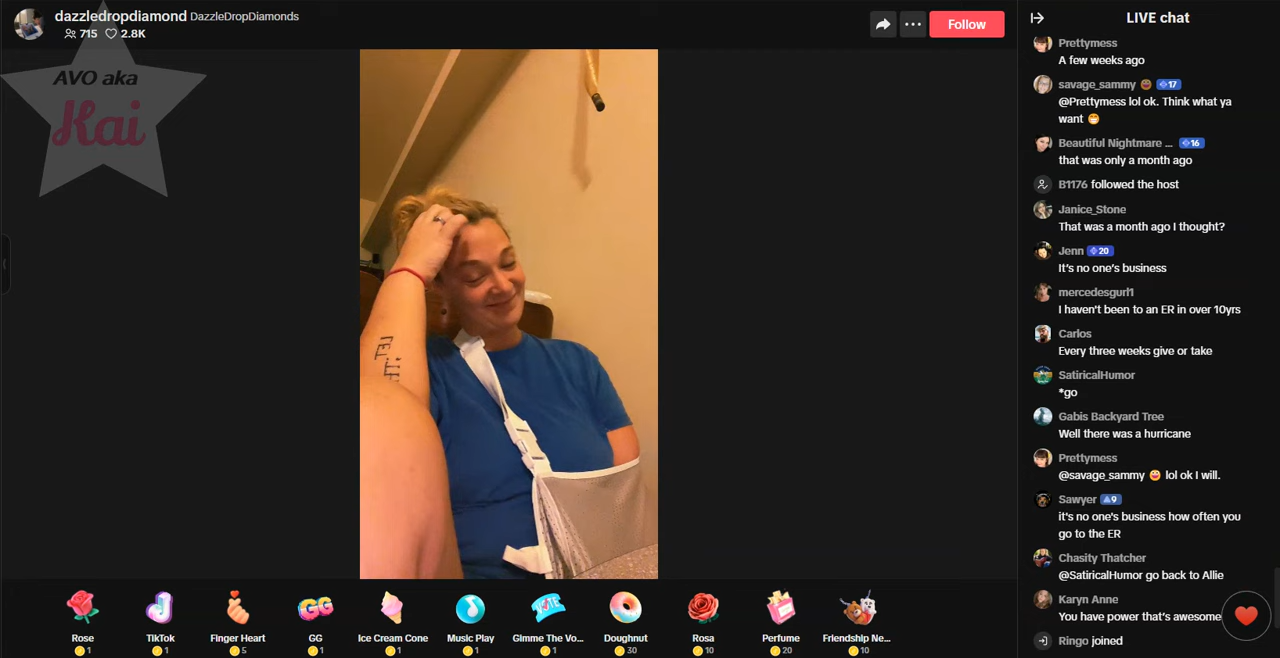 dazzledropdiamond DazzleDropDiamonds
715 2.8K
Follow
AVO aka
Kai
LIVE chat
Prettymess
A few weeks ago
savage_sammy 17
@Prettymess lol ok. Think what ya
want 😁
Beautiful Nightmare ... 16
that was only a month ago
B1176 followed the host
Janice_Stone
That was a month ago I thought?
Jenn 20
It's no one's business
mercedesgurl1
I haven't been to an ER in over 10yrs
Carlos
Every three weeks give or take
SatiricalHumor
*go
Gabis Backyard Tree
Well there was a hurricane
Prettymess
@savage_sammy 😄 lol ok I will.
Sawyer 9
it's no one's business how often you
go to the ER
Chasity Thatcher
@SatiricalHumor go back to Allie
Karyn Anne
You have power that's awesome
Ringo joined
Rose
1
TikTok
1
Finger Heart
5
GG
GG
1
Ice Cream Cone
1
Music Play
1
VOTE
Gimme The Vo...
1
Doughnut
30
Rosa
10
Perfume
20
Friendship Ne...
10